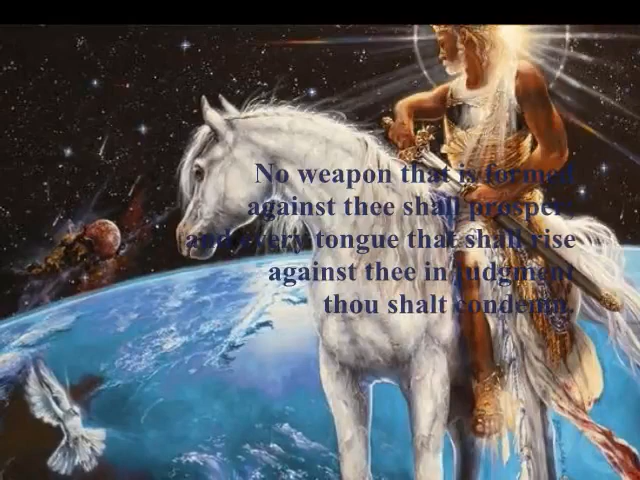 No weapon that is formed
against thee shall prosper;
and every tongue that shall rise
against thee in judgment
thou shalt condemn.